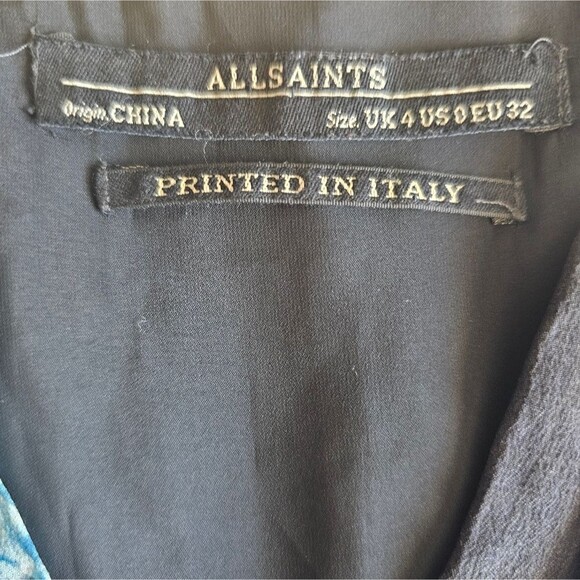 ALLSAINTS
Origin. CHINA Size. UK 4 US 0 EU 32
PRINTED IN ITALY